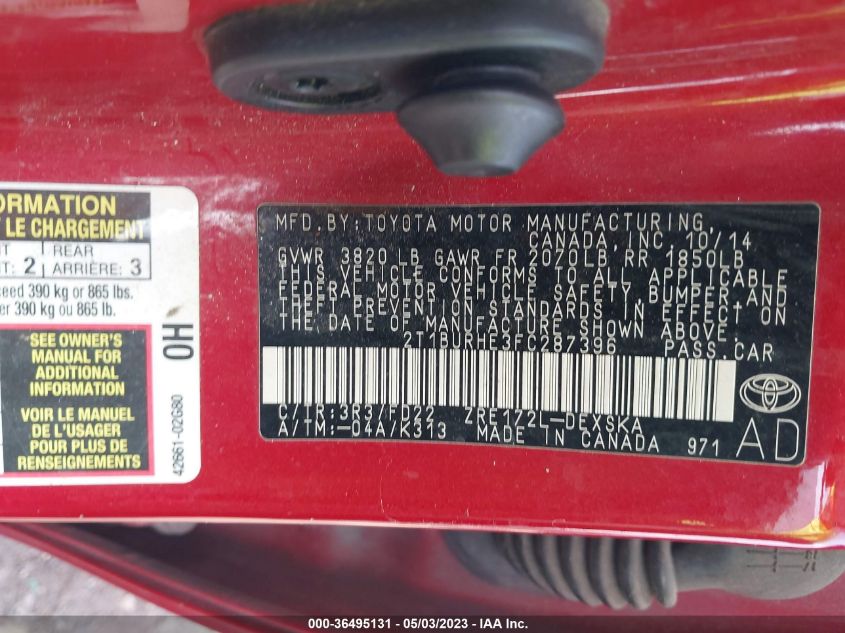 ORMATION
LE CHARGEMENT
NT REAR
T: 2 ARRIÈRE: 3
ceed 390 kg or 865 lbs.
er 390 kg ou 865 lb.
SEE OWNER'S
MANUAL FOR
ADDITIONAL
INFORMATION
VOIR LE MANUEL
DE L'USAGER
POUR PLUS DE
RENSEIGNEMENTS
0H
42661-02G80
MFD. BY: TOYOTA MOTOR MANUFACTURING,
CANADA, INC. 10/14
GVWR 3820 LB GAWR FR 2070LB RR 1850LB
THIS VEHICLE CONFORMS TO ALL APPLICABLE
FEDERAL MOTOR VEHICLE SAFETY, BUMPER, AND
THEFT PREVENTION STANDARDS IN EFFECT ON
THE DATE OF MANUFACTURE SHOWN ABOVE.
2T1BURHE3FC287396 PASS. CAR
C/TR: 3R3/FD22 ZRE172L-DEXSKA
A/TM: -04A/K313 MADE IN CANADA 971
AD
000-36495131 - 05/03/2023 - IAA Inc.